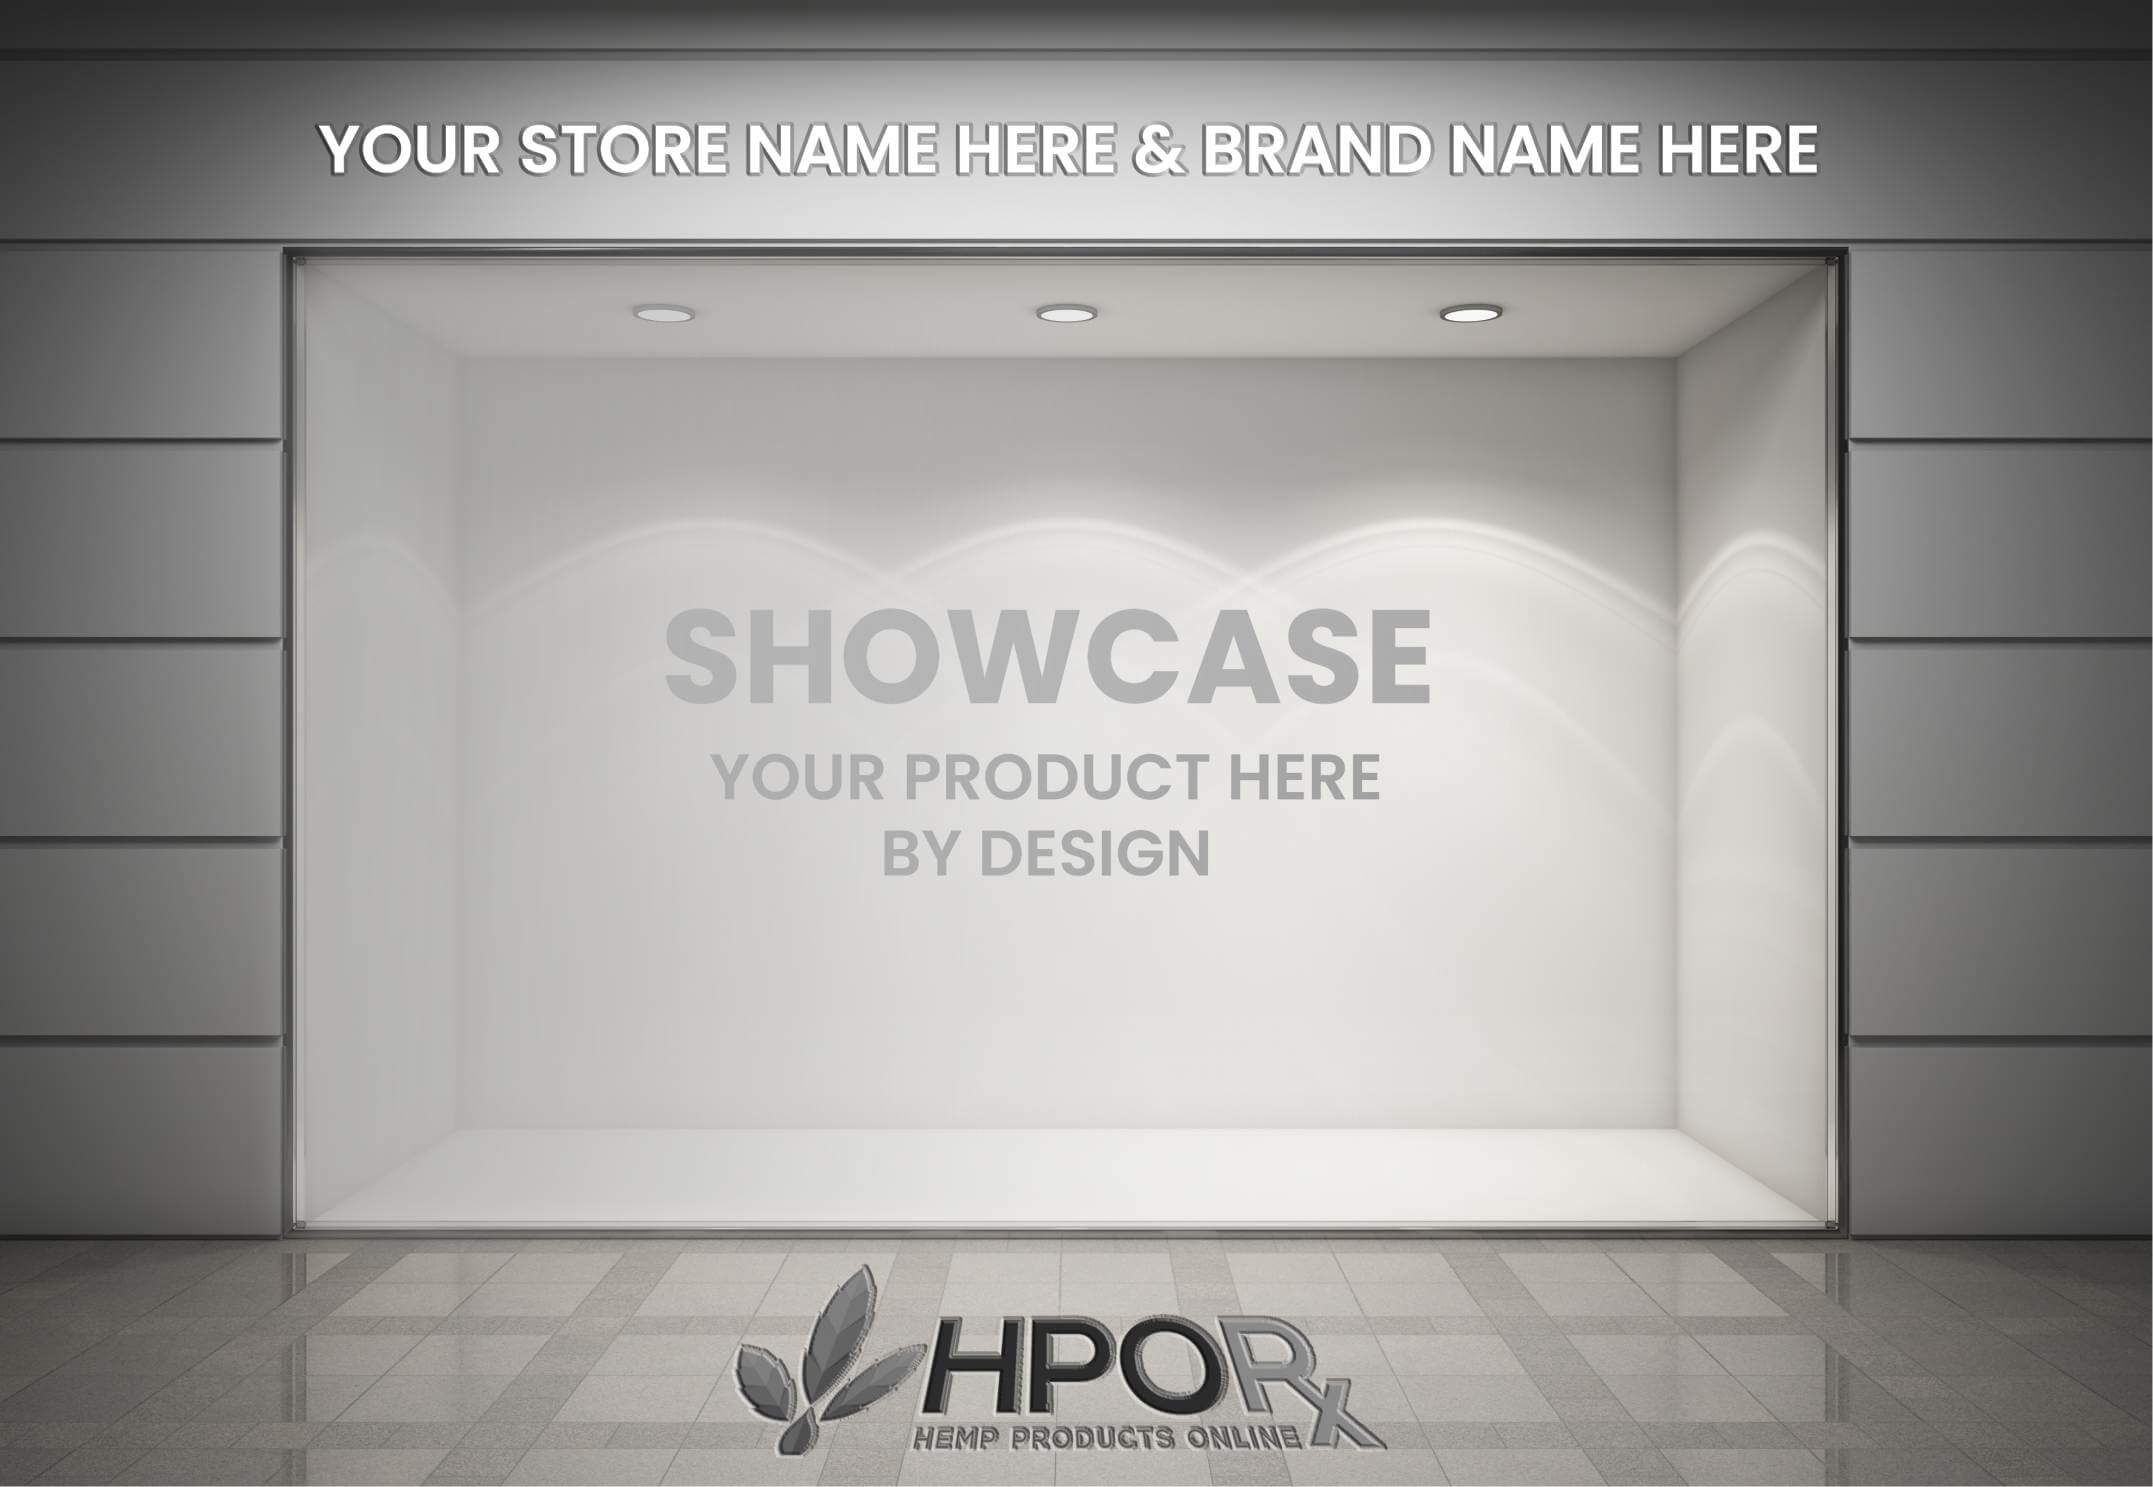 YOUR STORE NAME HERE & BRAND NAME HERE
SHOWCASE
YOUR PRODUCT HERE
BY DESIGN
HPORx
HEMP PRODUCTS ONLINE